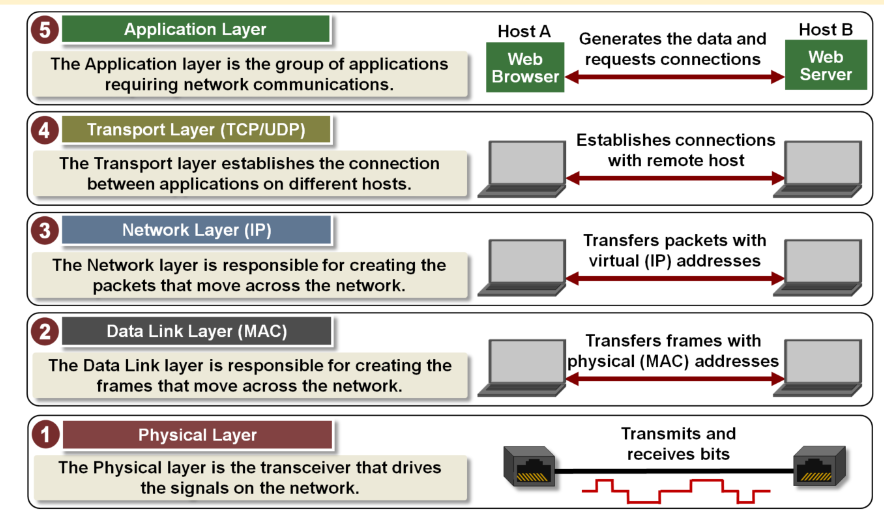 5
Application Layer
The Application layer is the group of applications
requiring network communications.
Host A
Web
Browser
Generates the data and
requests connections
Host B
Web
Server
4
Transport Layer (TCP/UDP)
The Transport layer establishes the connection
between applications on different hosts.
Establishes connections
with remote host
3
Network Layer (IP)
The Network layer is responsible for creating the
packets that move across the network.
Transfers packets with
virtual (IP) addresses
2
Data Link Layer (MAC)
The Data Link layer is responsible for creating the
frames that move across the network.
Transfers frames with
physical (MAC) addresses
1
Physical Layer
The Physical layer is the transceiver that drives
the signals on the network.
Transmits and
receives bits